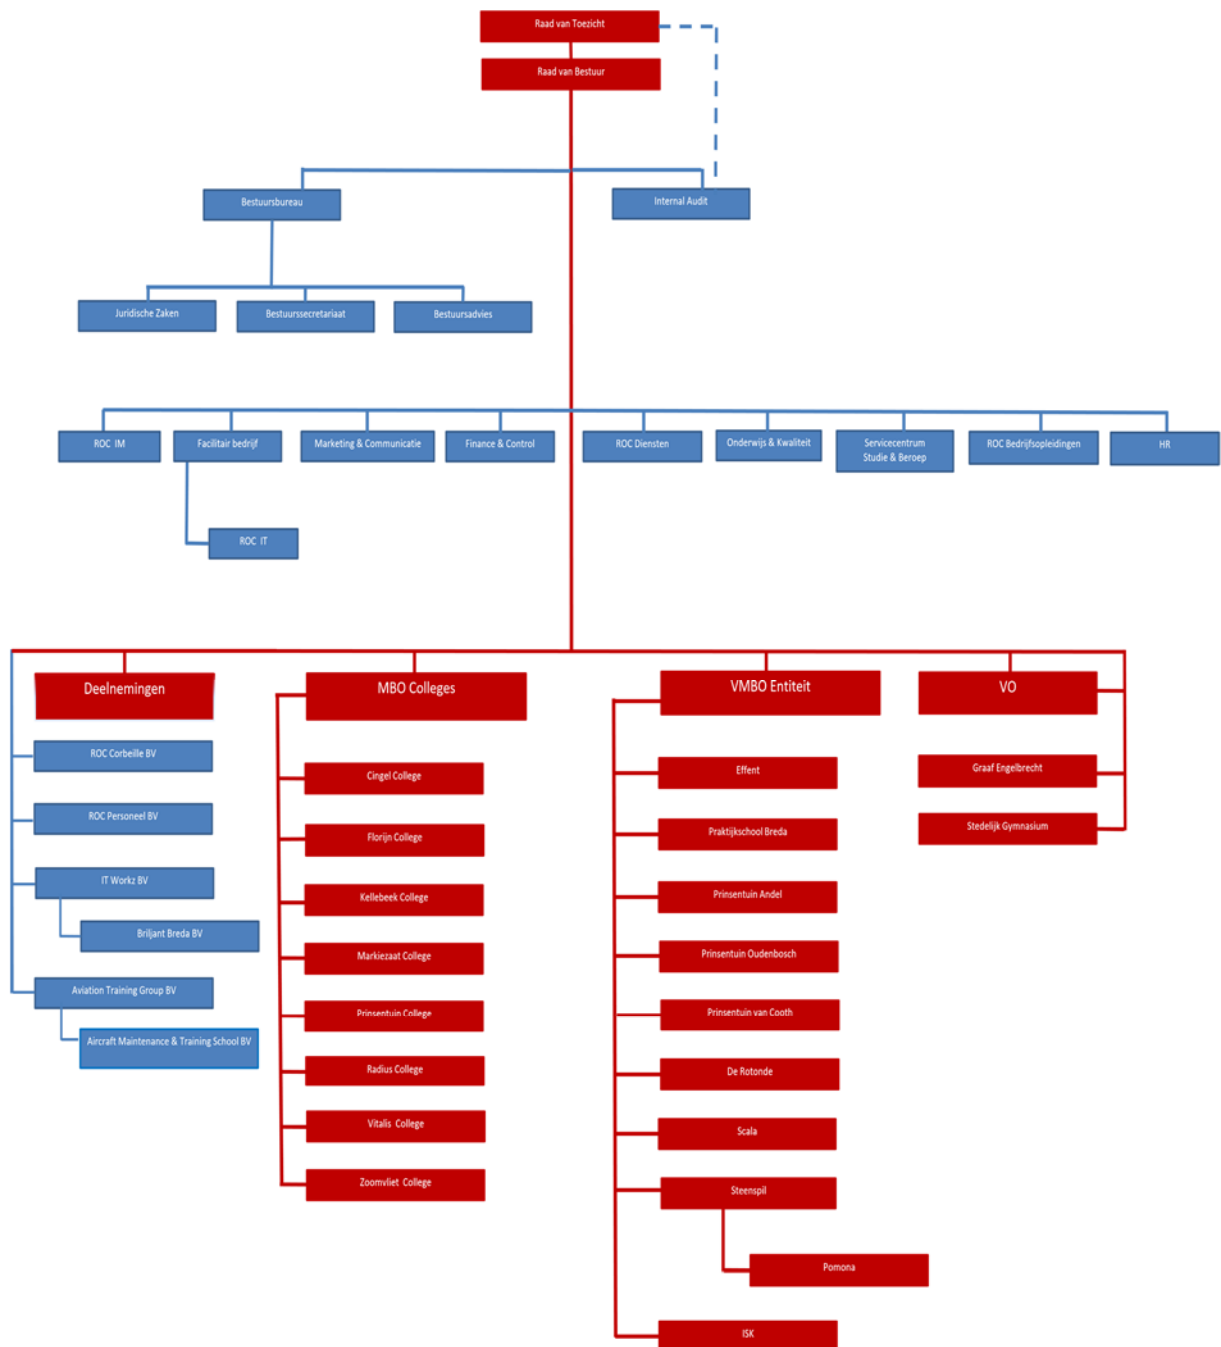 Raad van Toezicht
Raad van Bestuur
Bestuursbureau
Internal Audit
Juridische Zaken
Bestuurssecretariaat
Bestuursadvies
ROC IM
Facilitair bedrijf
Marketing & Communicatie
Finance & Control
ROC Diensten
Onderwijs & Kwaliteit
Servicecentrum
Studie & Beroep
ROC Bedrijfsopleidingen
HR
ROC IT
Deelnemingen
ROC Corbeille BV
ROC Personeel BV
IT Workz BV
Briljant Breda BV
Aviation Training Group BV
Aircraft Maintenance & Training School BV
MBO Colleges
Cingel College
Florijn College
Kellebeek College
Markiezaat College
Prinsentuin College
Radius College
Vitalis College
Zoomvliet College
VMBO Entiteit
Effent
Praktijkschool Breda
Prinsentuin Andel
Prinsentuin Oudenbosch
Prinsentuin van Cooth
De Rotonde
Scala
Steenspil
Pomona
ISK
VO
Graaf Engelbrecht
Stedelijk Gymnasium